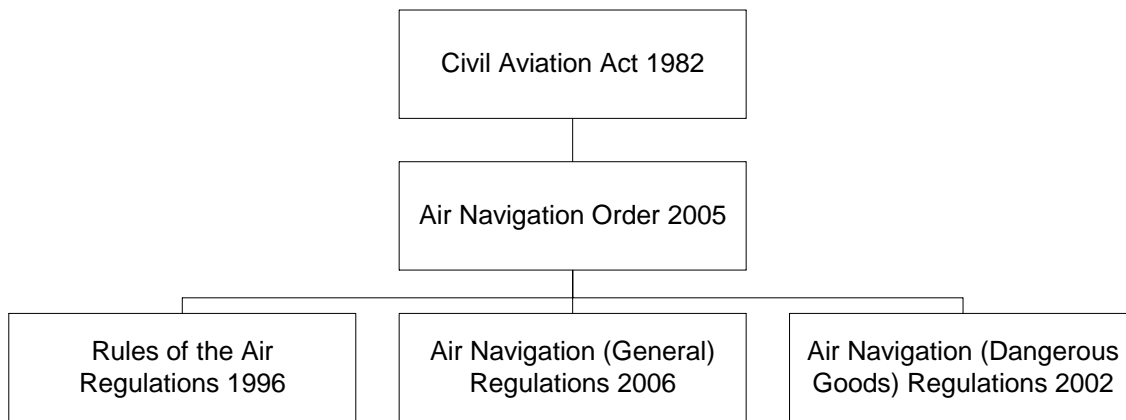 Civil Aviation Act 1982
Air Navigation Order 2005
Rules of the Air
Regulations 1996
Air Navigation (General)
Regulations 2006
Air Navigation (Dangerous
Goods) Regulations 2002